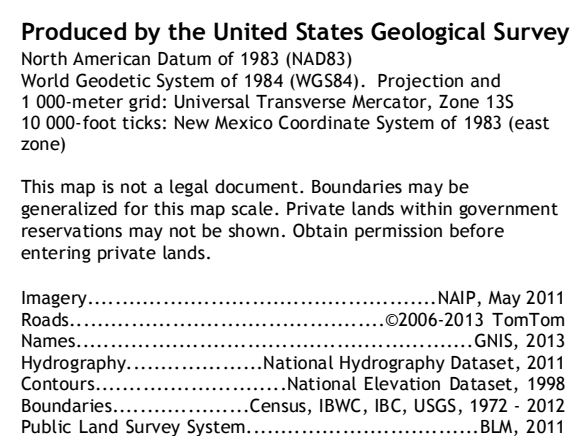 Produced by the United States Geological Survey
North American Datum of 1983 (NAD83)
World Geodetic System of 1984 (WGS84).  Projection and
1 000-meter grid: Universal Transverse Mercator, Zone 13S
10 000-foot ticks: New Mexico Coordinate System of 1983 (east
zone)
This map is not a legal document. Boundaries may be
generalized for this map scale. Private lands within government
reservations may not be shown. Obtain permission before
entering private lands.
Imagery....................................................NAIP, May 2011
Roads..............................................©2006-2013 TomTom
Names...........................................................GNIS, 2013
Hydrography....................National Hydrography Dataset, 2011
Contours............................National Elevation Dataset, 1998
Boundaries....................Census, IBWC, IBC, USGS, 1972 - 2012
Public Land Survey System..................................BLM, 2011